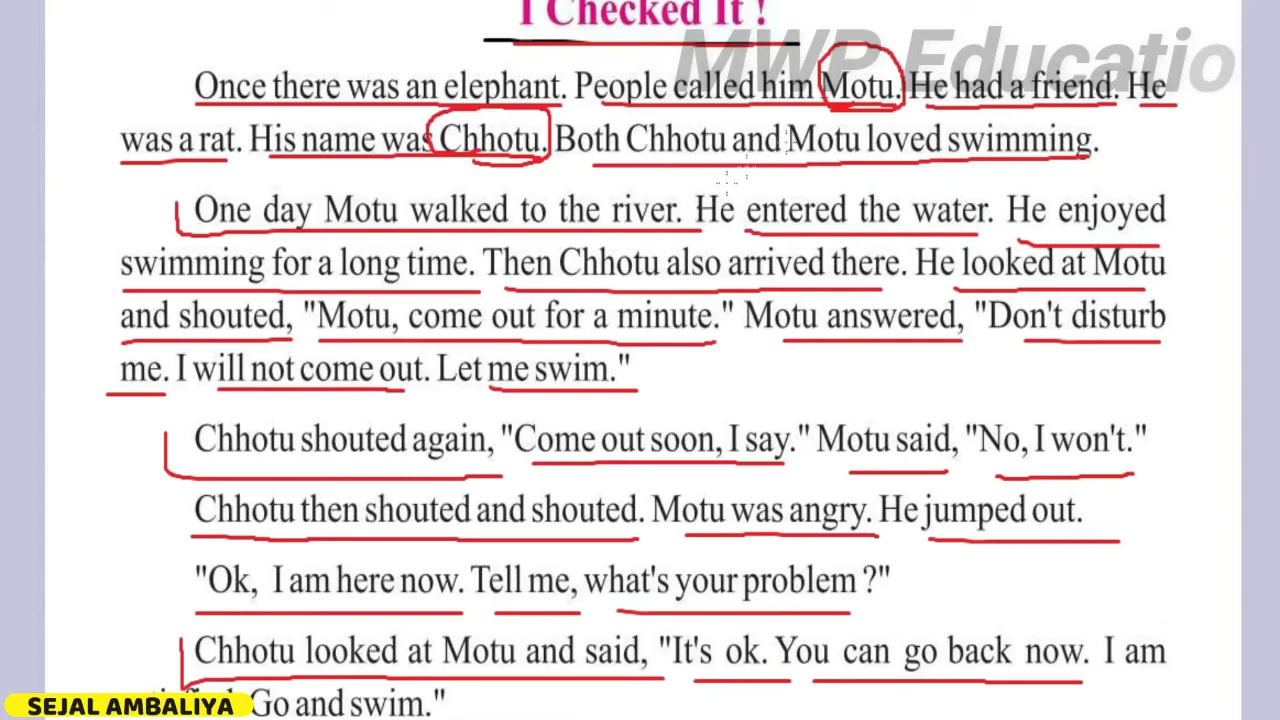 I Checked It !
MWP Educatio
Once there was an elephant. People called him Motu. He had a friend. He
was a rat. His name was Chhotu. Both Chhotu and Motu loved swimming.
One day Motu walked to the river. He entered the water. He enjoyed
swimming for a long time. Then Chhotu also arrived there. He looked at Motu
and shouted, "Motu, come out for a minute." Motu answered, "Don't disturb
me. I will not come out. Let me swim."
Chhotu shouted again, "Come out soon, I say." Motu said, "No, I won't."
Chhotu then shouted and shouted. Motu was angry. He jumped out.
"Ok, I am here now. Tell me, what's your problem ?"
Chhotu looked at Motu and said, "It's ok. You can go back now. I am
Go and swim."
SEJAL AMBALIYA